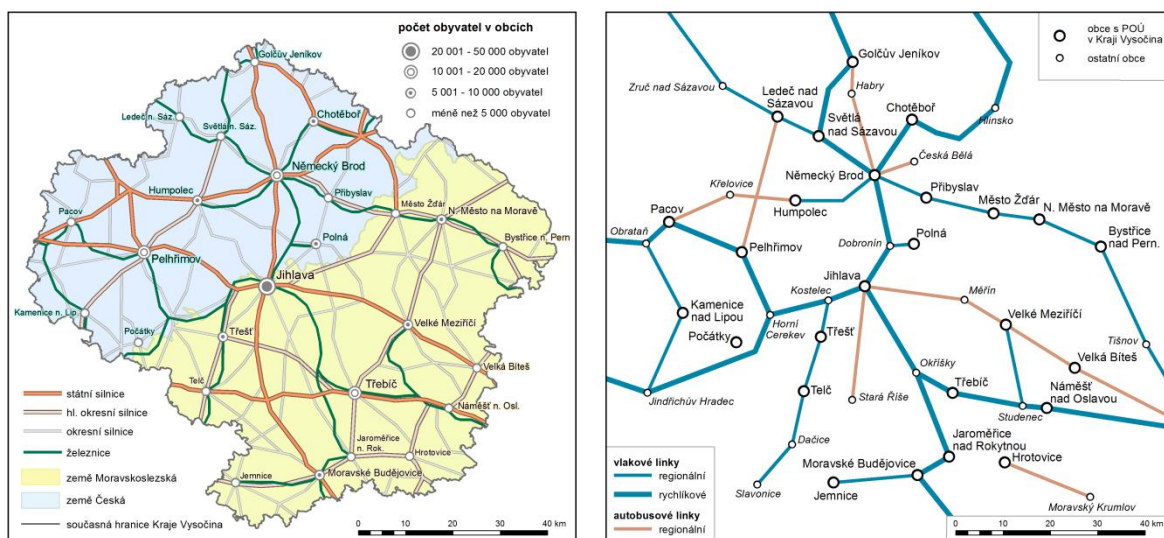 počet obyvatel v obcích
20 001 - 50 000 obyvatel
10 001 - 20 000 obyvatel
5 001 - 10 000 obyvatel
méně než 5 000 obyvatel
Golčův Jeníkov
Ledeč n. Sáz.
Světlá n. Sáz.
Chotěboř
Německý Brod
Humpolec
Přibyslav
Pacov
Město Žďár
N. Město na Moravě
Polná
Bystřice n. Pern
Pelhřimov
Jihlava
Kamenice n. Lip.
Počátky
Třešť
Velké Meziříčí
Velká Bíteš
Telč
Třebíč
Náměšť n. Osl.
Jaroměřice
n. Rok.
Hrotovice
Jemnice
Moravské Budějovice
státní silnice
hl. okresní silnice
okresní silnice
železnice
země Moravskoslezská
země Česká
současná hranice Kraje Vysočina
0 10 20 30 40 km
obce s POÚ
v Kraji Vysočina
ostatní obce
Golčův Jeníkov
Zruč nad Sázavou
Habry
Ledeč nad
Sázavou
Chotěboř
Světlá
nad Sázavou
Hlinsko
Česká Bělá
Německý Brod
Křelovice
Přibyslav
Humpolec
Město Žďár
N. Město na Moravě
Pacov
Obrataň
Polná
Bystřice
nad Pern.
Pelhřimov
Dobronín
Jihlava
Kostelec
Měřín
Kamenice
nad Lipou
Horní
Cerekev
Velké Meziříčí
Počátky
Třešť
Tišnov
Velká Bíteš
Okříšky
Telč
Třebíč
Náměšť
nad Oslavou
Jindřichův Hradec
Stará Říše
Studenec
Dačice
Jaroměřice
nad Rokytnou
Hrotovice
Moravské Budějovice
Slavonice
Jemnice
Moravský Krumlov
vlakové linky
regionální
rychlíkové
autobusové linky
regionální
0 10 20 30 40 km